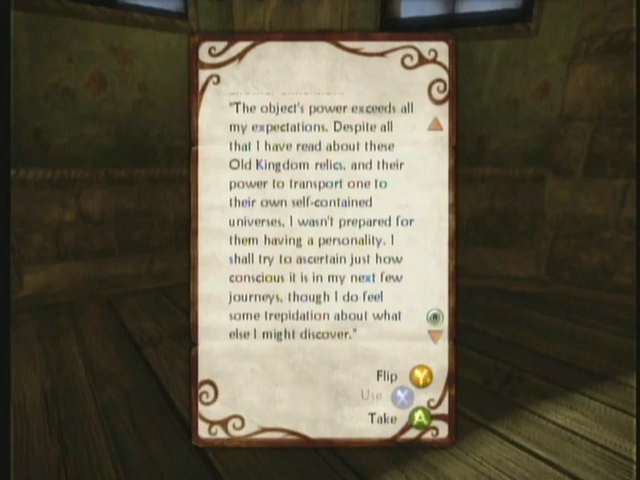 "The object's power exceeds all
my expectations. Despite all
that I have read about these
Old Kingdom relics, and their
power to transport one to
their own self-contained
universes, I wasn't prepared for
them having a personality. I
shall try to ascertain just how
conscious it is in my next few
journeys, though I do feel
some trepidation about what
else I might discover."
Flip Y
Use X
Take A